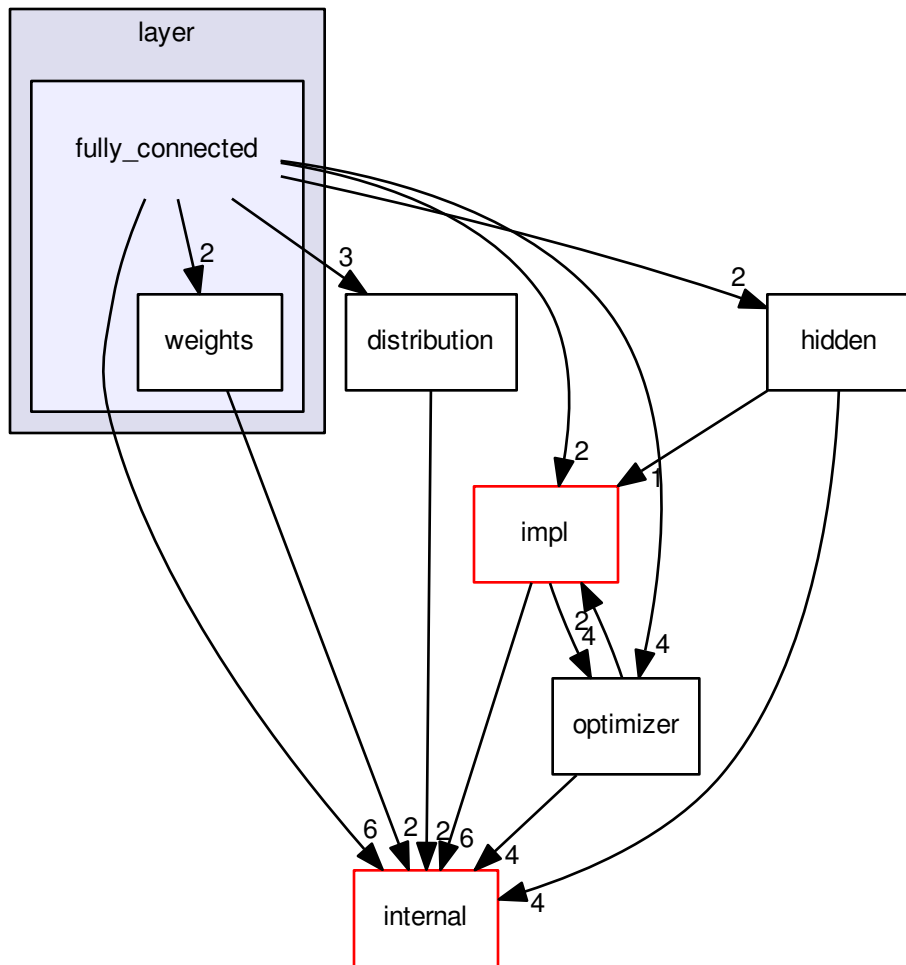 layer
fully_connected
2
3
2
weights
distribution
hidden
2
1
impl
2
4
4
optimizer
6
2
2
6
4
4
internal